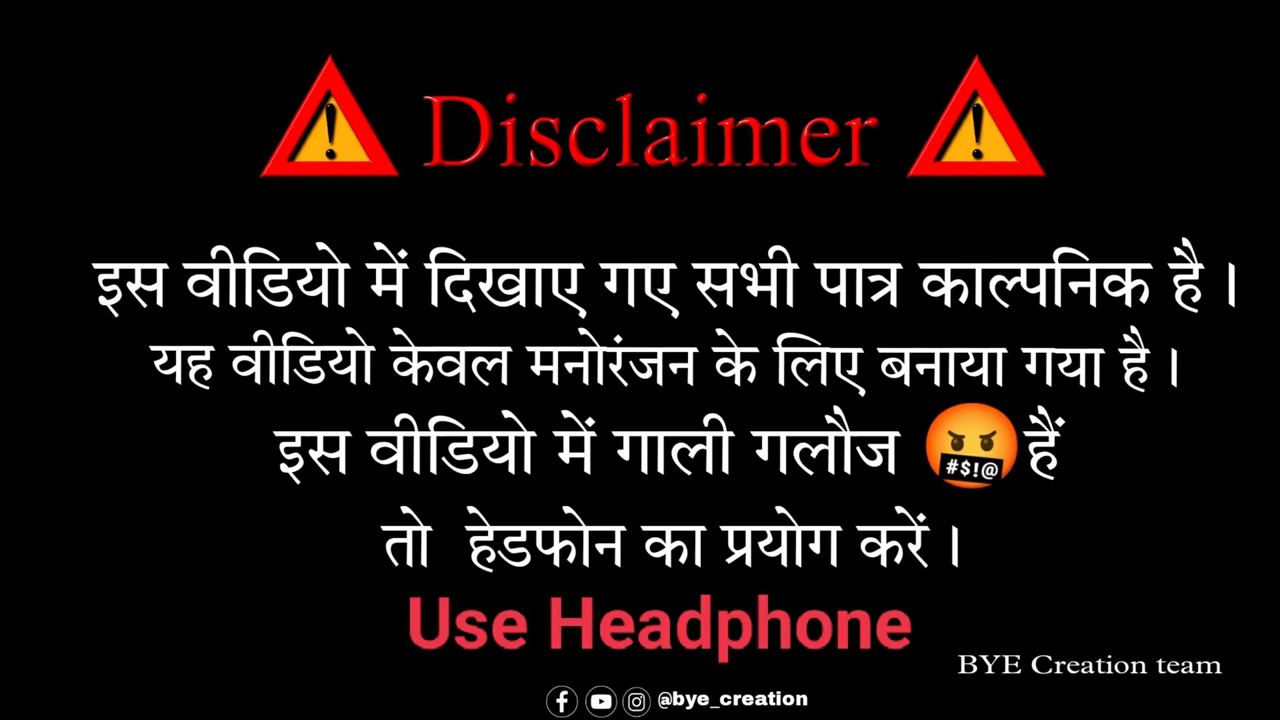 Disclaimer
इस वीडियो में दिखाए गए सभी पात्र काल्पनिक है।
यह वीडियो केवल मनोरंजन के लिए बनाया गया है।
इस वीडियो में गाली गलौज #$!@ हैं
तो हेडफोन का प्रयोग करें।
Use Headphone
BYE Creation team
@bye_creation